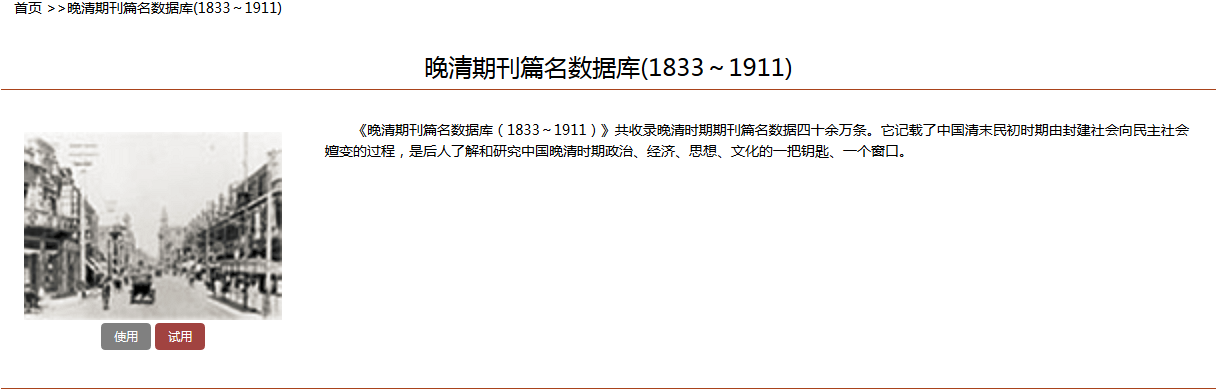 首页 >>晚清期刊篇名数据库(1833～1911)
晚清期刊篇名数据库(1833～1911)
《晚清期刊篇名数据库（1833～1911）》共收录晚清时期期刊篇名数据四十余万条。它记载了中国清末民初时期由封建社会向民主社会
嬗变的过程，是后人了解和研究中国晚清时期政治、经济、思想、文化的一把钥匙、一个窗口。
使用 试用